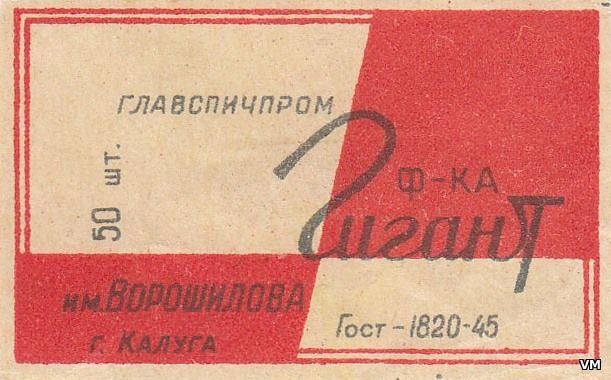 ГЛАВСПИЧПРОМ
50 шт.
Ф-КА
Гигант
им. ВОРОШИЛОВА
г. КАЛУГА
Гост-1820-45
VM